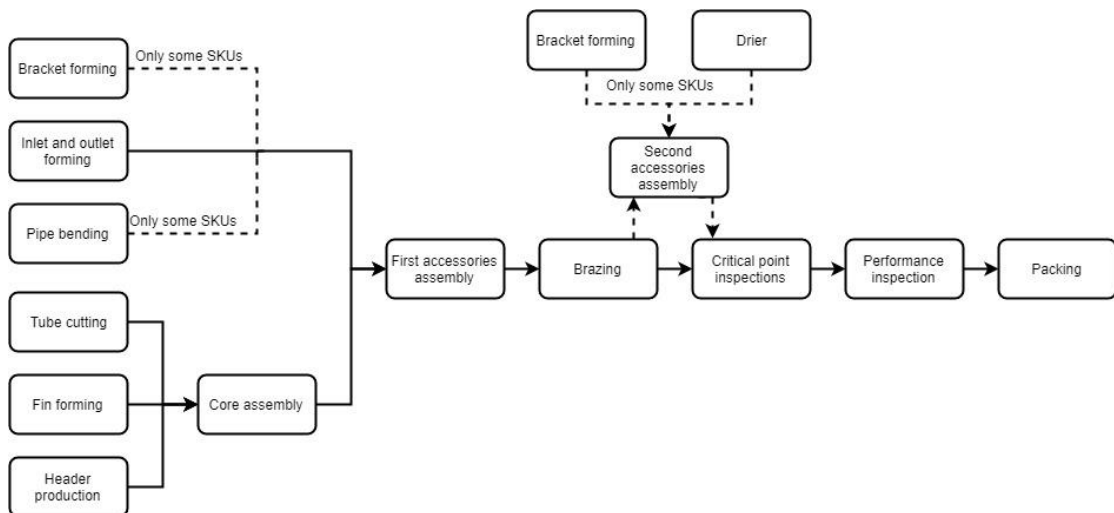 Bracket forming
Drier
Only some SKUs
Bracket forming
Only some SKUs
Inlet and outlet
forming
Second
accessories
assembly
Pipe bending
Only some SKUs
First accessories
assembly
Brazing
Critical point
inspections
Performance
inspection
Packing
Tube cutting
Fin forming
Core assembly
Header
production